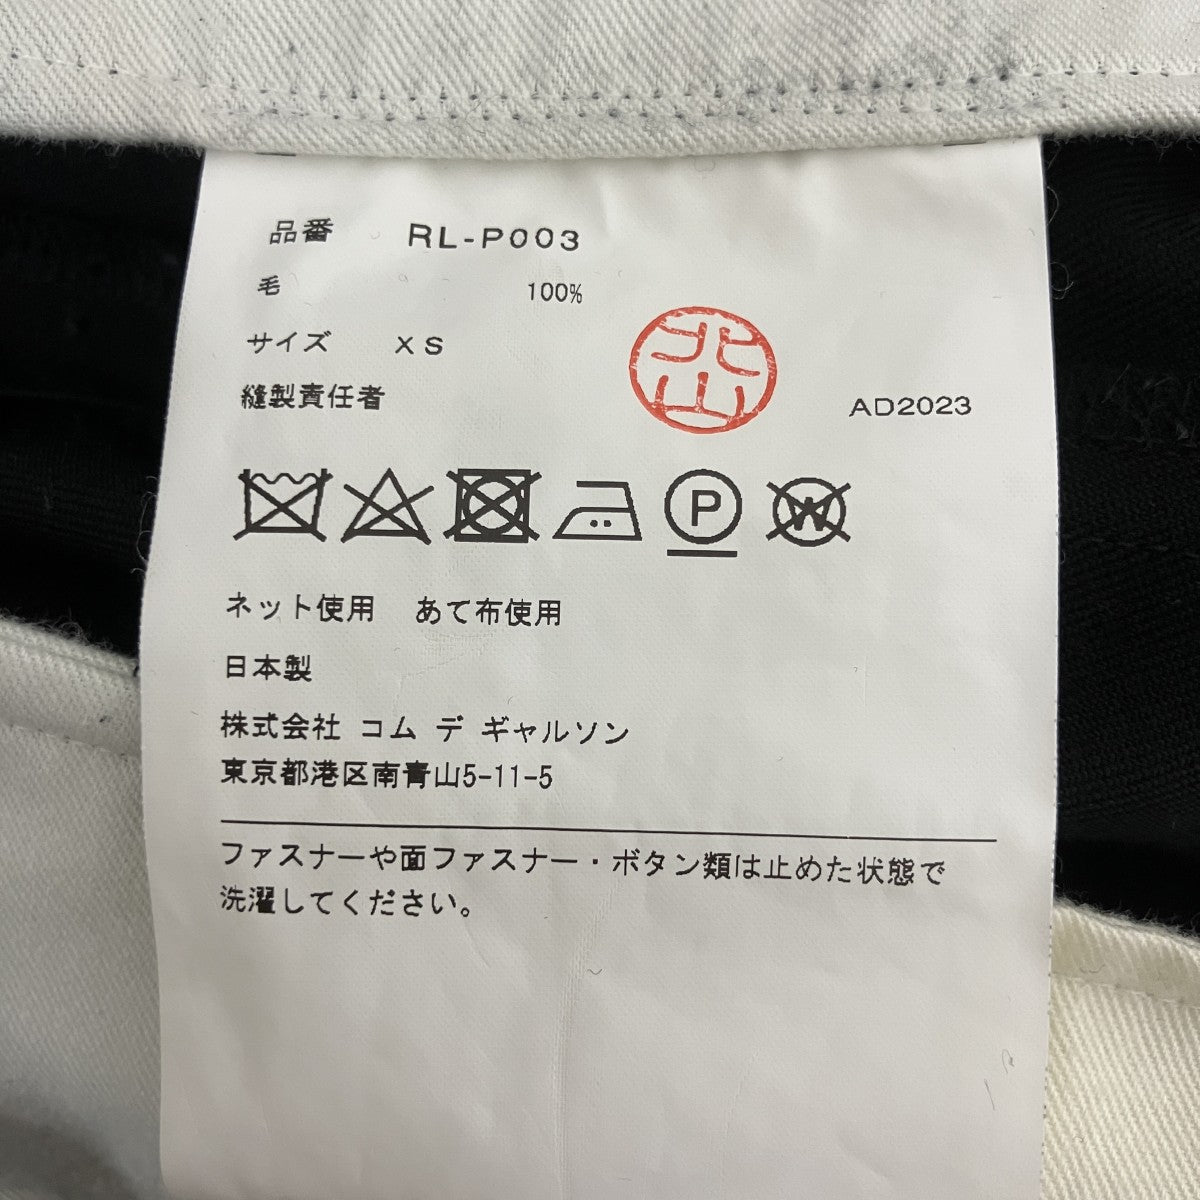 品番 RL-P003
毛 100%
サイズ XS
縫製責任者 北山 AD2023
P W
ネット使用 あて布使用
日本製
株式会社 コム デ ギャルソン
東京都港区南青山5-11-5
ファスナーや面ファスナー・ボタン類は止めた状態で
洗濯してください。